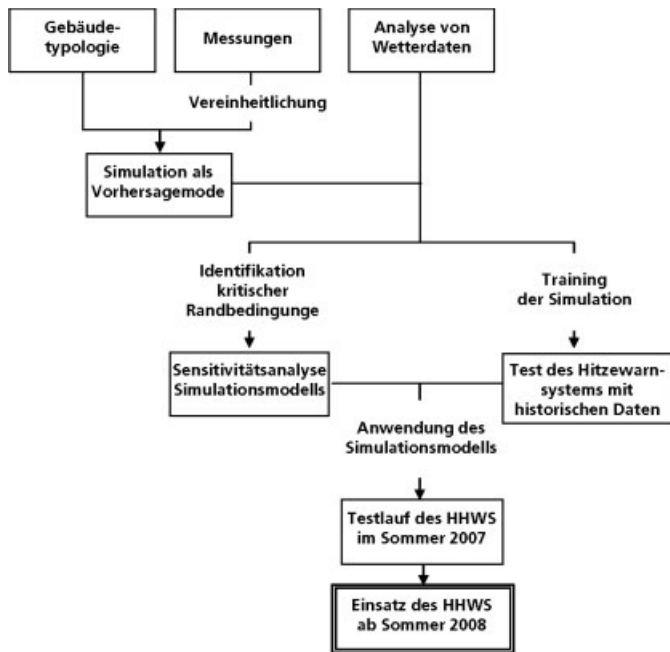 Gebäude-
typologie
Messungen
Analyse von
Wetterdaten
Vereinheitlichung
Simulation als
Vorhersagemode
Identifikation
kritischer
Randbedingunge
Training
der Simulation
Sensitivitätsanalyse
Simulationsmodells
Test des Hitzewarn-
systems mit
historischen Daten
Anwendung des
Simulationsmodells
Testlauf des HHWS
im Sommer 2007
Einsatz des HHWS
ab Sommer 2008